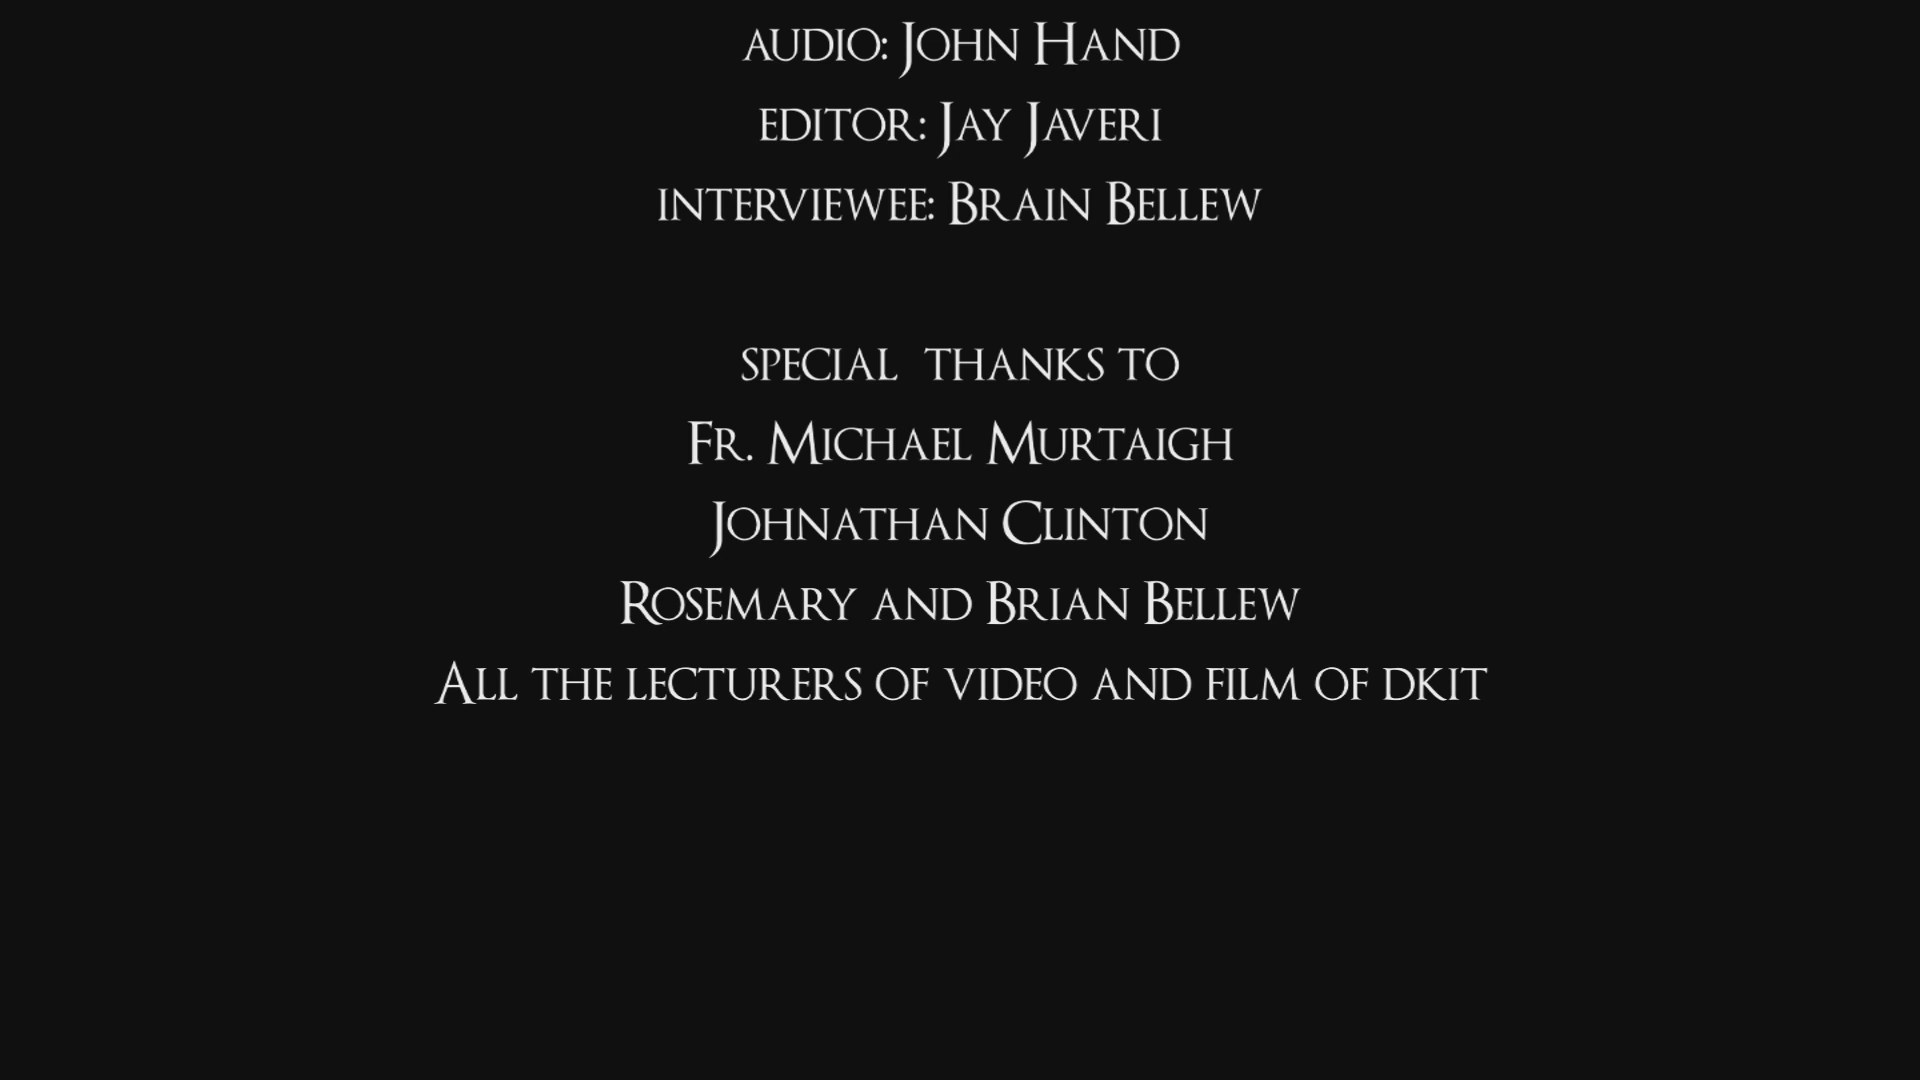 audio: John Hand
editor: Jay Javeri
interviewee: Brain Bellew
special  thanks to
Fr. Michael Murtaigh
Johnathan Clinton
Rosemary and Brian Bellew
All the lecturers of video and film of dkit